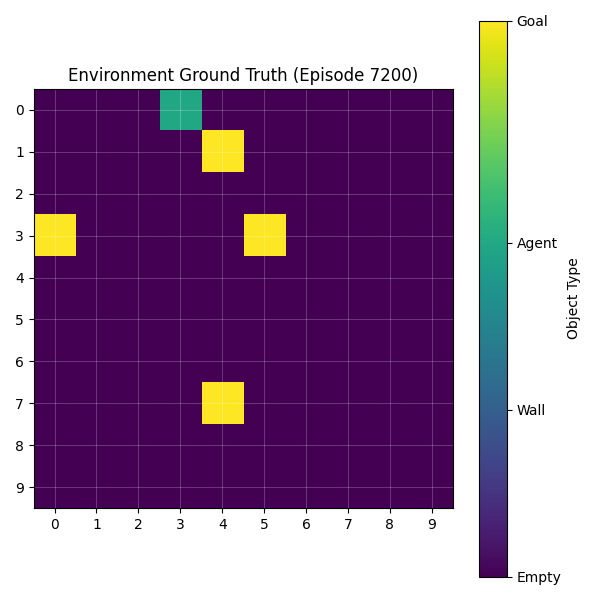 Environment Ground Truth (Episode 7200)
0
1
2
3
4
5
6
7
8
9
0 1 2 3 4 5 6 7 8 9
Goal
Agent
Wall
Empty
Object Type